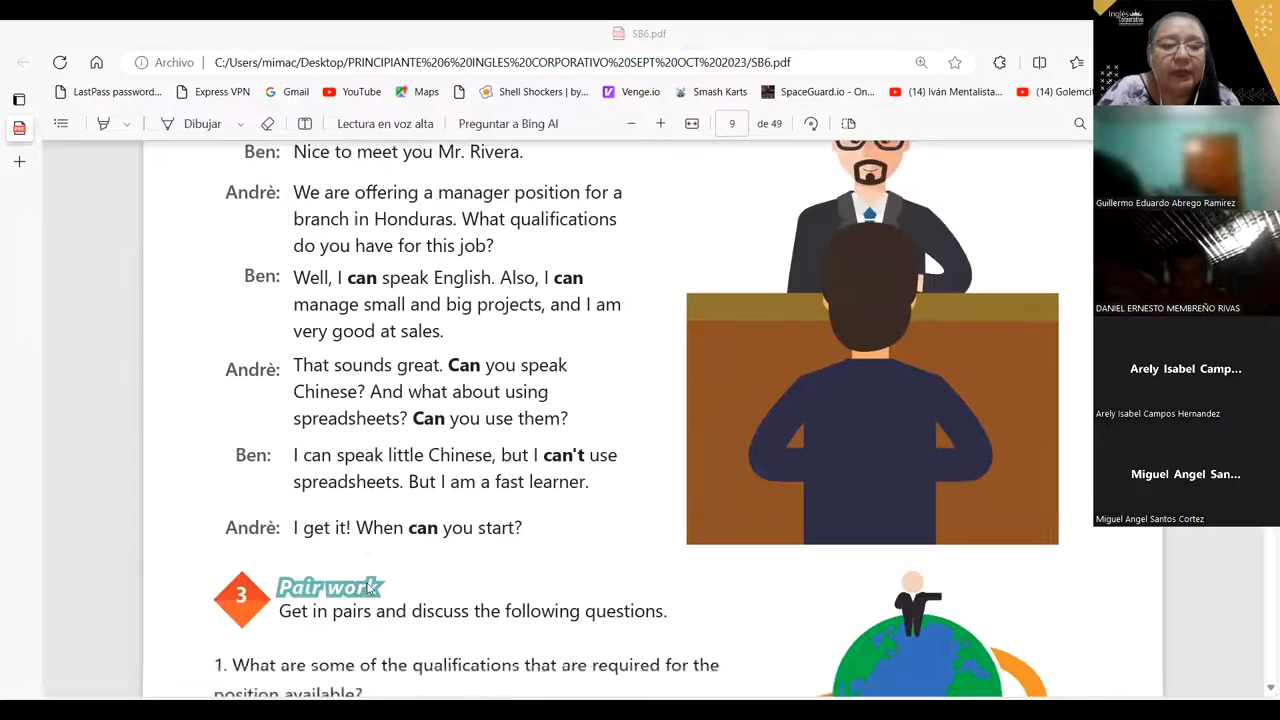 SB6.pdf
Archivo
C:/Users/mimac/Desktop/PRINCIPIANTE%206%20INGLES%20CORPORATIVO%20SEPT%20OCT%202023/SB6.pdf
LastPass password...
Express VPN
Gmail
YouTube
Maps
Shell Shockers | by...
Venge.io
Smash Karts
SpaceGuard.io - On...
(14) Iván Mentalista...
(14) Golemcit
Dibujar
Lectura en voz alta
Preguntar a Bing AI
9
de 49
Ben: Nice to meet you Mr. Rivera.
Andrè: We are offering a manager position for a
branch in Honduras. What qualifications
do you have for this job?
Ben: Well, I can speak English. Also, I can
manage small and big projects, and I am
very good at sales.
Andrè: That sounds great. Can you speak
Chinese? And what about using
spreadsheets? Can you use them?
Ben: I can speak little Chinese, but I can't use
spreadsheets. But I am a fast learner.
Andrè: I get it! When can you start?
3
Pair work
Get in pairs and discuss the following questions.
1. What are some of the qualifications that are required for the
position available?
Inglés
Corporativo
Guillermo Eduardo Abrego Ramirez
DANIEL ERNESTO MEMBREÑO RIVAS
Arely Isabel Camp...
Arely Isabel Campos Hernandez
Miguel Angel San...
Miguel Angel Santos Cortez